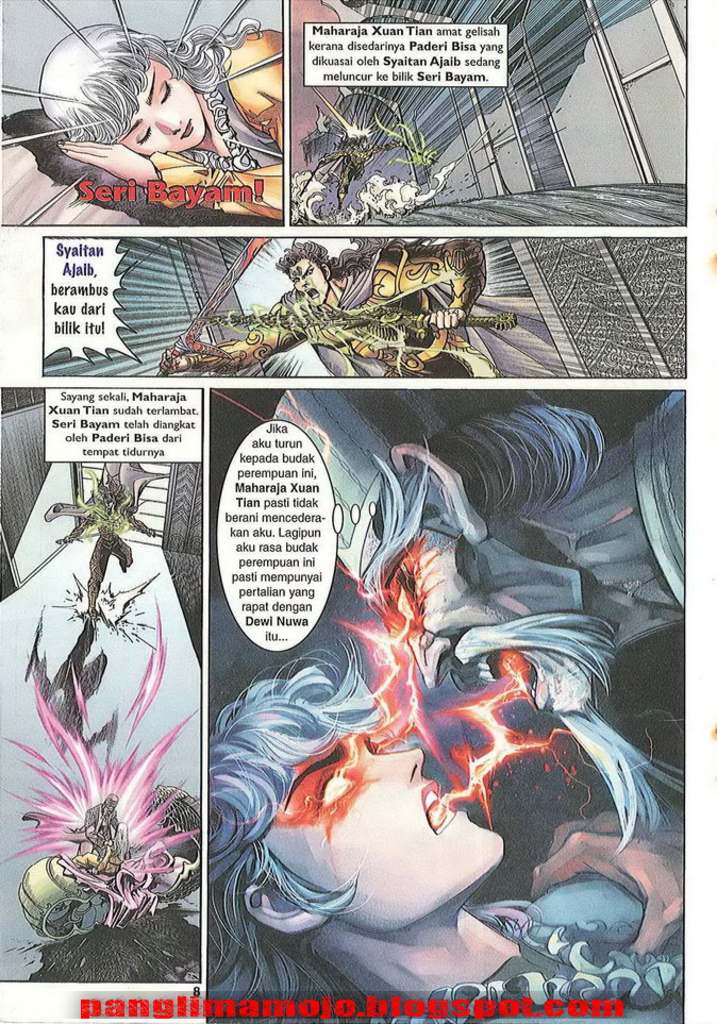 Seri Bayam!
Maharaja Xuan Tian amat gelisah
kerana disedarinya Paderi Bisa yang
dikuasai oleh Syaitan Ajaib sedang
meluncur ke bilik Seri Bayam.
Syaitan
Ajaib,
berambus
kau dari
bilik itu!
Sayang sekali, Maharaja
Xuan Tian sudah terlambat.
Seri Bayam telah diangkat
oleh Paderi Bisa dari
tempat tidurnya
Jika
aku turun
kepada budak
perempuan ini,
Maharaja Xuan
Tian pasti tidak
berani mencedera-
kan aku. Lagipun
aku rasa budak
perempuan ini
pasti mempunyai
pertalian yang
rapat dengan
Dewi Nuwa
itu...
...
8
panglimamojo.blogspot.com